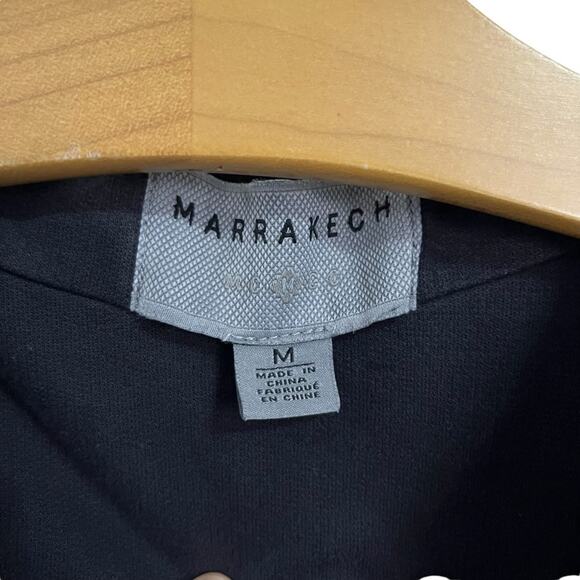 MARRAKECH
M
MADE IN
CHINA
FABRIQUÉ
EN CHINE